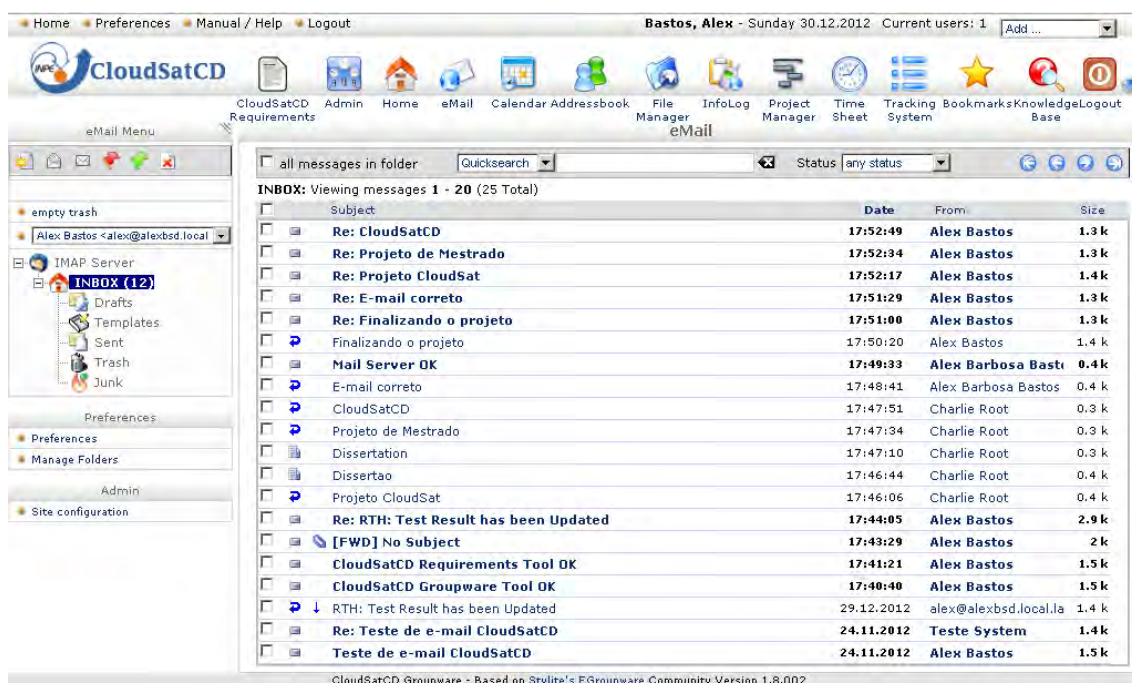 Home Preferences Manual / Help Logout Bastos, Alex - Sunday 30.12.2012 Current users: 1 Add ...
INPE CloudSatCD
CloudSatCD Requirements Admin Home eMail Calendar Addressbook File Manager InfoLog Project Manager Time Sheet Tracking System Bookmarks Knowledge Base Logout
eMail Menu
eMail
all messages in folder Quicksearch Status any status
INBOX: Viewing messages 1 - 20 (25 Total)
empty trash
Alex Bastos <alex@alexbsd.local
IMAP Server
INBOX (12)
Drafts
Templates
Sent
Trash
Junk
Preferences
Preferences
Manage Folders
Admin
Site configuration
Subject Date From Size
Re: CloudSatCD 17:52:49 Alex Bastos 1.3 k
Re: Projeto de Mestrado 17:52:34 Alex Bastos 1.3 k
Re: Projeto CloudSat 17:52:17 Alex Bastos 1.4 k
Re: E-mail correto 17:51:29 Alex Bastos 1.3 k
Re: Finalizando o projeto 17:51:00 Alex Bastos 1.3 k
Finalizando o projeto 17:50:20 Alex Bastos 1.4 k
Mail Server OK 17:49:33 Alex Barbosa Basto 0.4 k
E-mail correto 17:48:41 Alex Barbosa Bastos 0.4 k
CloudSatCD 17:47:51 Charlie Root 0.3 k
Projeto de Mestrado 17:47:34 Charlie Root 0.3 k
Dissertation 17:47:10 Charlie Root 0.3 k
Dissertao 17:46:44 Charlie Root 0.4 k
Projeto CloudSat 17:46:06 Charlie Root 0.4 k
Re: RTH: Test Result has been Updated 17:44:05 Alex Bastos 2.9 k
[FWD] No Subject 17:43:29 Alex Bastos 2 k
CloudSatCD Requirements Tool OK 17:41:21 Alex Bastos 1.5 k
CloudSatCD Groupware Tool OK 17:40:40 Alex Bastos 1.5 k
RTH: Test Result has been Updated 29.12.2012 alex@alexbsd.local.la 1.4 k
Re: Teste de e-mail CloudSatCD 24.11.2012 Teste System 1.4 k
Teste de e-mail CloudSatCD 24.11.2012 Alex Bastos 1.5 k
CloudSatCD Groupware - Based on Stylite's EGroupware Community Version 1.8.002